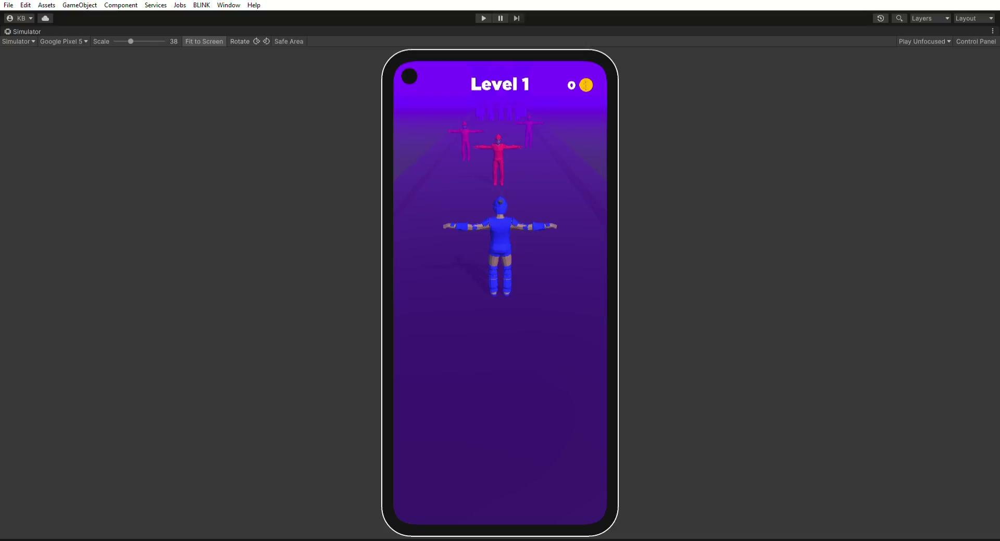 File Edit Assets GameObject Component Services Jobs BLINK Window Help
KB Layers Layout
Simulator
Simulator Google Pixel 5 Scale 38 Fit to Screen Rotate Safe Area Play Unfocused Control Panel
Level 1 0